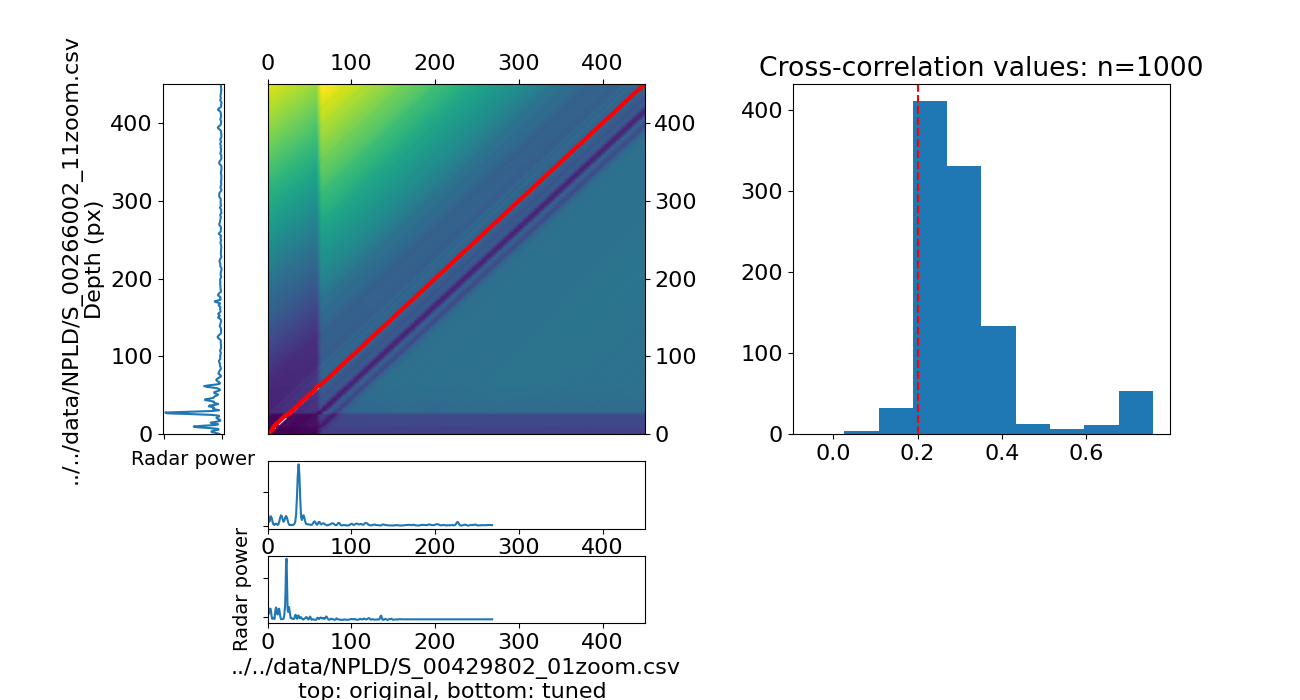 ../../data/NPLD/S_00266002_11zoom.csv
Depth (px)
0 100 200 300 400
400
300
200
100
0
Radar power
400
300
200
100
0
0 100 200 300 400
Radar power
0 100 200 300 400
../../data/NPLD/S_00429802_01zoom.csv
top: original, bottom: tuned
Cross-correlation values: n=1000
400
300
200
100
0
0.0 0.2 0.4 0.6